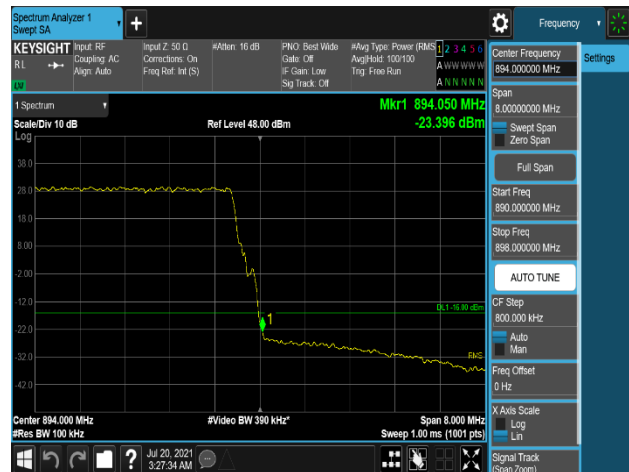 Spectrum Analyzer 1
Swept SA
Frequency
KEYSIGHT
RL
Input: RF
Coupling: AC
Align: Auto
Input Z: 50 Ω
Corrections: On
Freq Ref: Int (S)
#Atten: 16 dB
PNO: Best Wide
Gate: Off
IF Gain: Low
Sig Track: Off
#Avg Type: Power (RMS
Avg|Hold: 100/100
Trig: Free Run
1 2 3 4 5 6
A W W W W W
A N N N N N
1 Spectrum
Scale/Div 10 dB
Ref Level 48.00 dBm
Mkr1 894.050 MHz
-23.396 dBm
Log
38.0
28.0
18.0
8.00
-2.00
-12.0
-22.0
-32.0
-42.0
DL1 -16.00 dBm
1
RMS
Center 894.000 MHz
#Video BW 390 kHz*
Span 8.000 MHz
#Res BW 100 kHz
Sweep 1.00 ms (1001 pts)
Jul 20, 2021
3:27:34 AM
?
Center Frequency
894.000000 MHz
Settings
Span
8.00000000 MHz
Swept Span
Zero Span
Full Span
Start Freq
890.000000 MHz
Stop Freq
898.000000 MHz
AUTO TUNE
CF Step
800.000 kHz
Auto
Man
Freq Offset
0 Hz
X Axis Scale
Log
Lin
Signal Track
(Span Zoom)